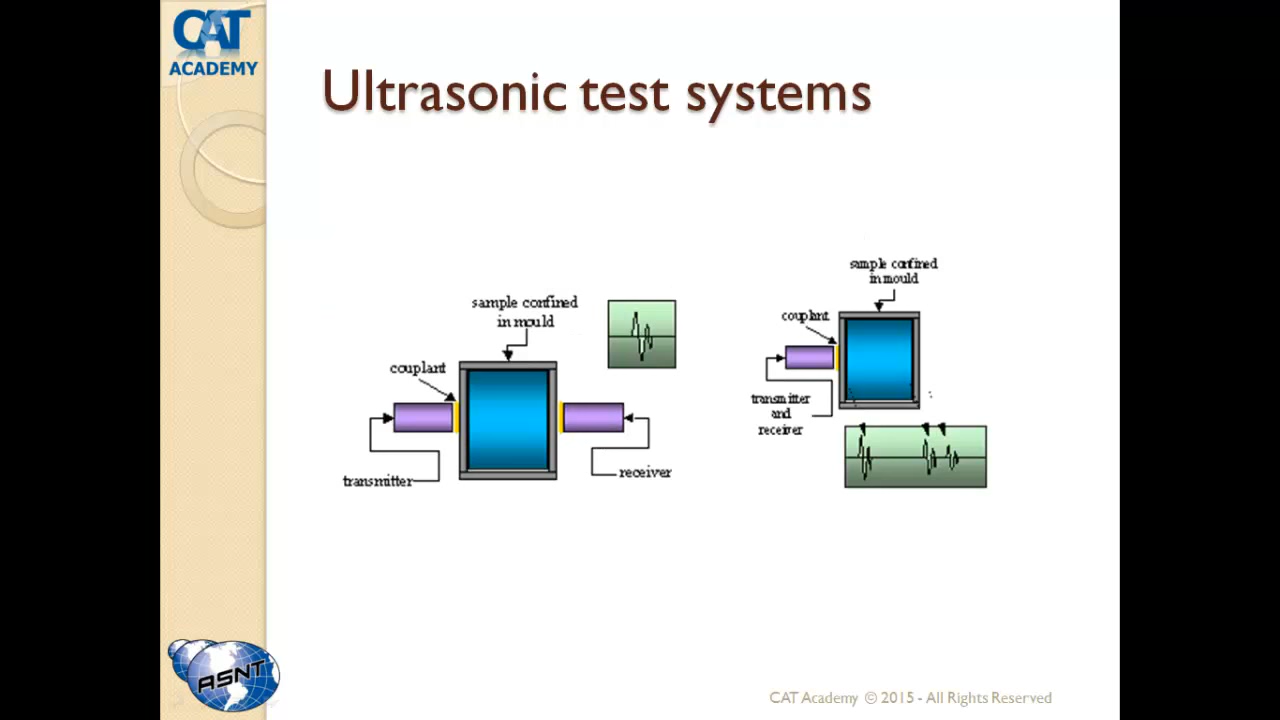 CAT
ACADEMY
Ultrasonic test systems
sample confined
in mould
couplant
transmitter
receiver
sample confined
in mould
couplant
transmitter
and
receiver
ASNT
CAT Academy © 2015 - All Rights Reserved